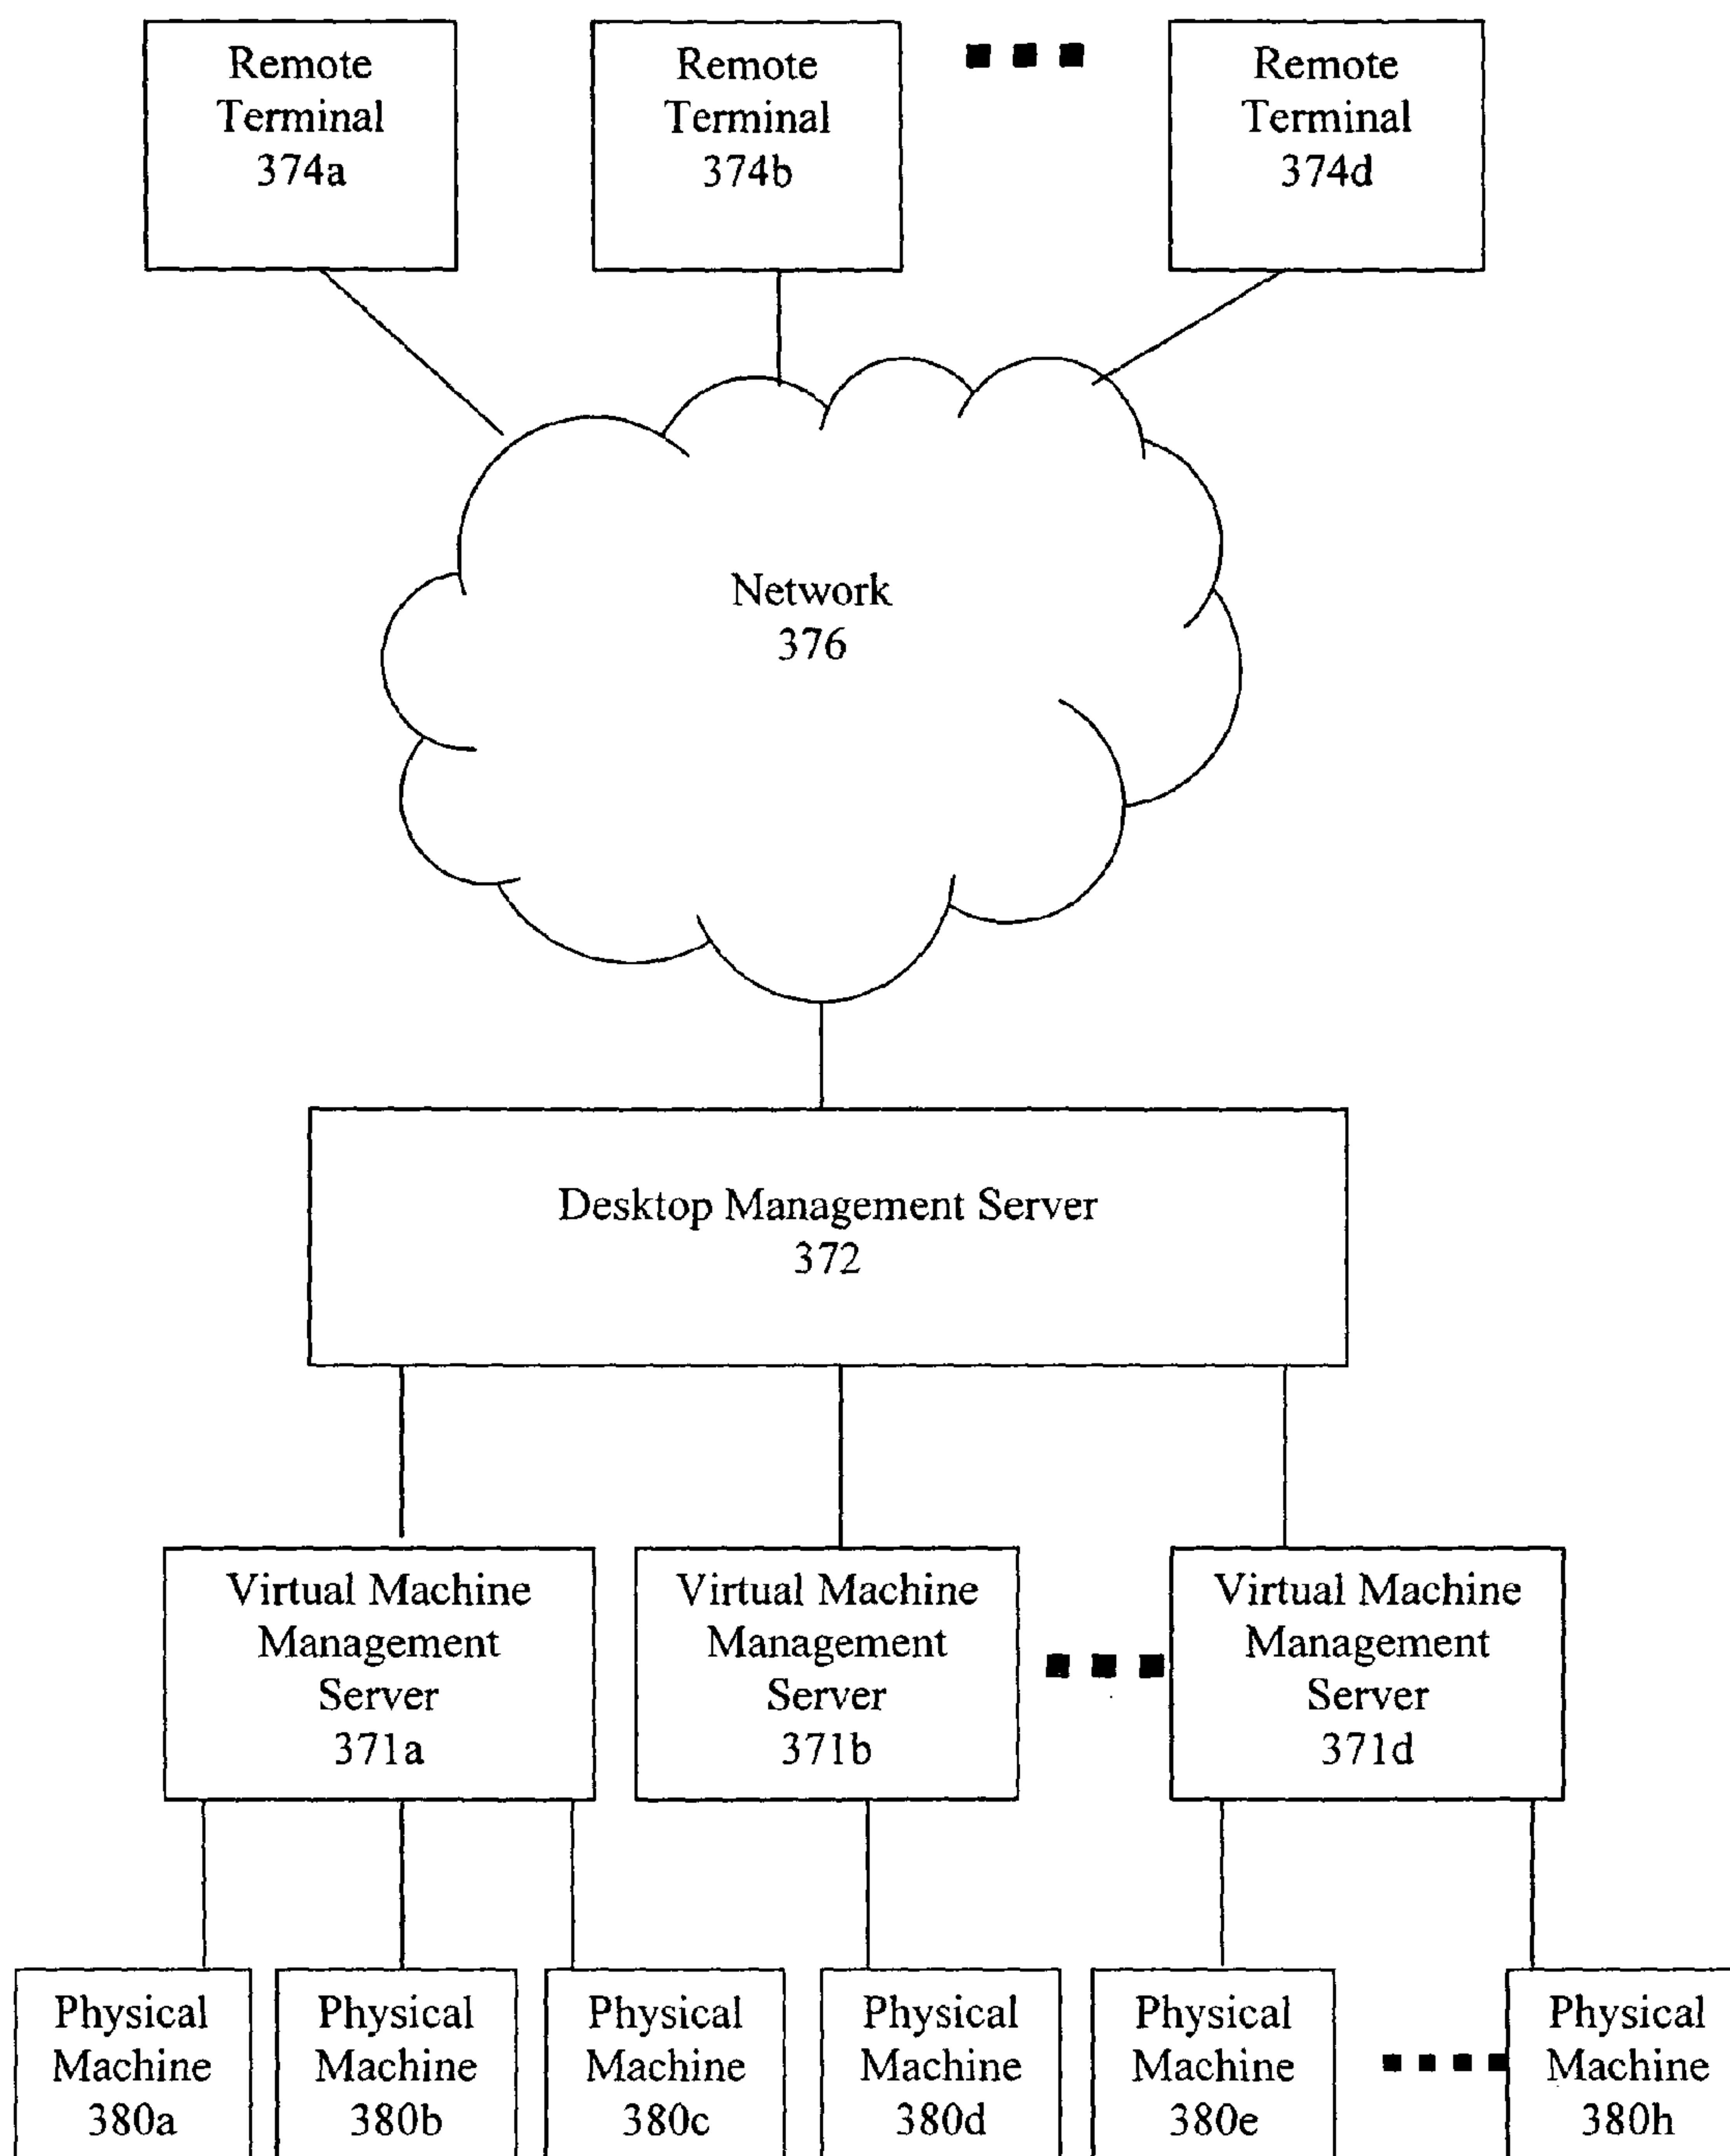 Remote
Terminal
374a
Remote
Terminal
374b
Remote
Terminal
374d
Network
376
Desktop Management Server
372
Virtual Machine
Management
Server
371a
Virtual Machine
Management
Server
371b
Virtual Machine
Management
Server
371d
Physical
Machine
380a
Physical
Machine
380b
Physical
Machine
380c
Physical
Machine
380d
Physical
Machine
380e
Physical
Machine
380h